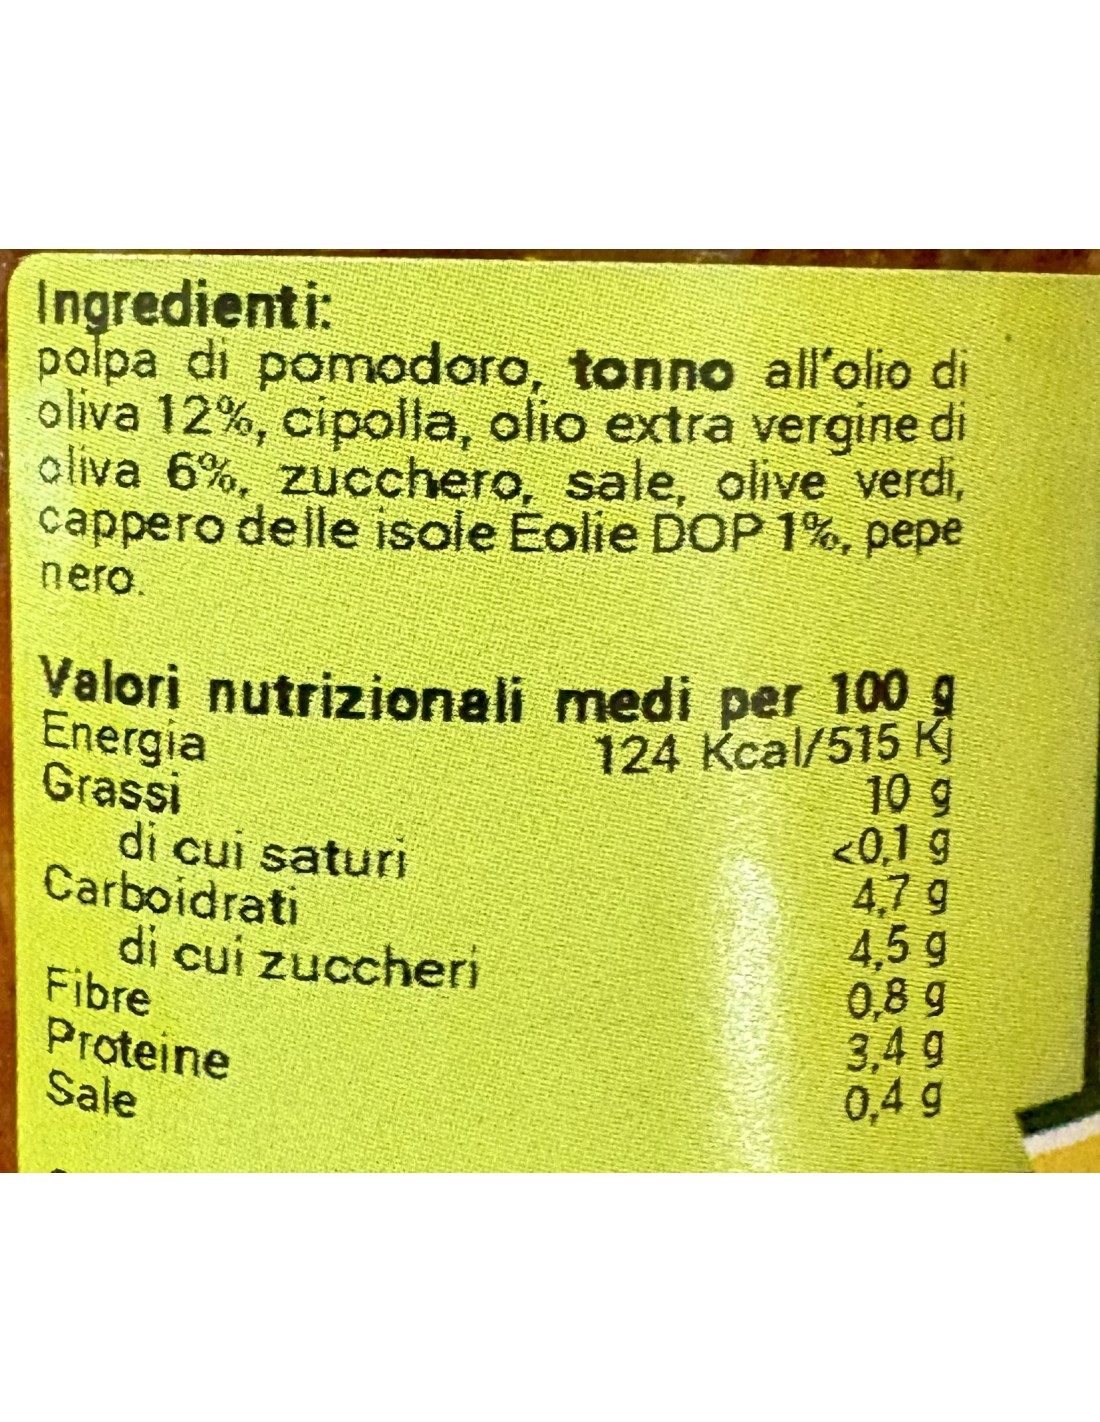 Ingredienti:
polpa di pomodoro, tonno all'olio di
oliva 12%, cipolla, olio extra vergine di
oliva 6%, zucchero, sale, olive verdi,
cappero delle isole Eolie DOP 1%, pepe
nero.
Valori nutrizionali medi per 100 g
Energia 124 Kcal/515 Kj
Grassi 10 g
di cui saturi <0,1 g
Carboidrati 4,7 g
di cui zuccheri 4,5 g
Fibre 0,8 g
Proteine 3,4 g
Sale 0,4 g